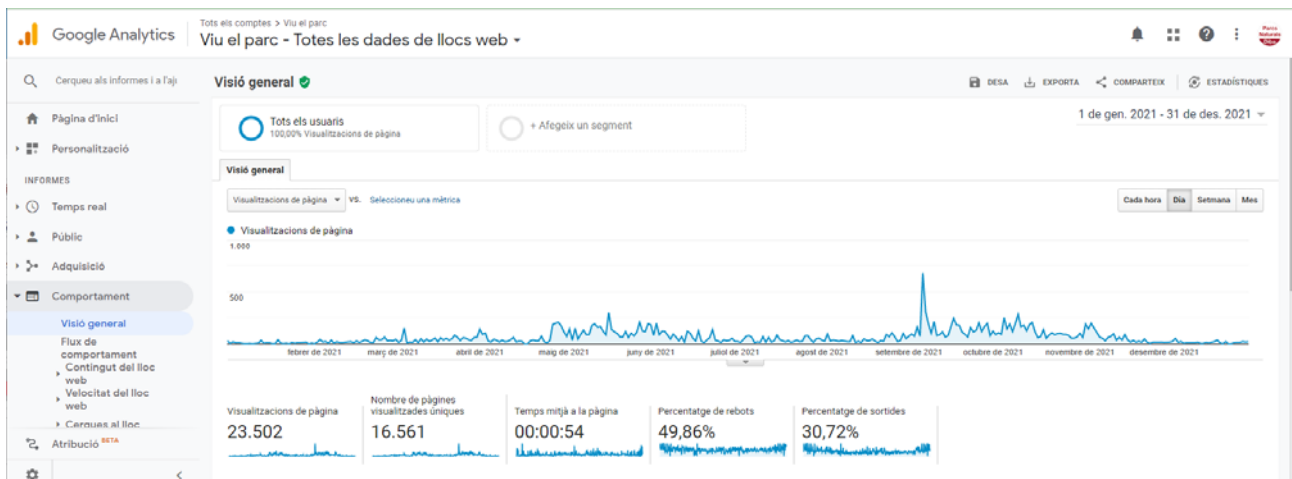 Google Analytics
Tots els comptes > Viu el parc
Viu el parc - Totes les dades de llocs web
Cerqueu als informes i a l'aju
Pàgina d'inici
Personalització
INFORMES
Temps real
Públic
Adquisició
Comportament
Visió general
Flux de
comportament
Contingut del lloc
web
Velocitat del lloc
web
Cerques al lloc
Atribució BETA
Visió general
DESA
EXPORTA
COMPARTEIX
ESTADÍSTIQUES
Tots els usuaris
100,00% Visualitzacions de pàgina
+ Afegeix un segment
1 de gen. 2021 - 31 de des. 2021
Visió general
Visualitzacions de pàgina VS. Seleccioneu una mètrica
Cada hora Dia Setmana Mes
Visualitzacions de pàgina
1.000
500
febrer de 2021 març de 2021 abril de 2021 maig de 2021 juny de 2021 juliol de 2021 agost de 2021 setembre de 2021 octubre de 2021 novembre de 2021 desembre de 2021
Visualitzacions de pàgina
23.502
Nombre de pàgines
visualitzades úniques
16.561
Temps mitjà a la pàgina
00:00:54
Percentatge de rebots
49,86%
Percentatge de sortides
30,72%